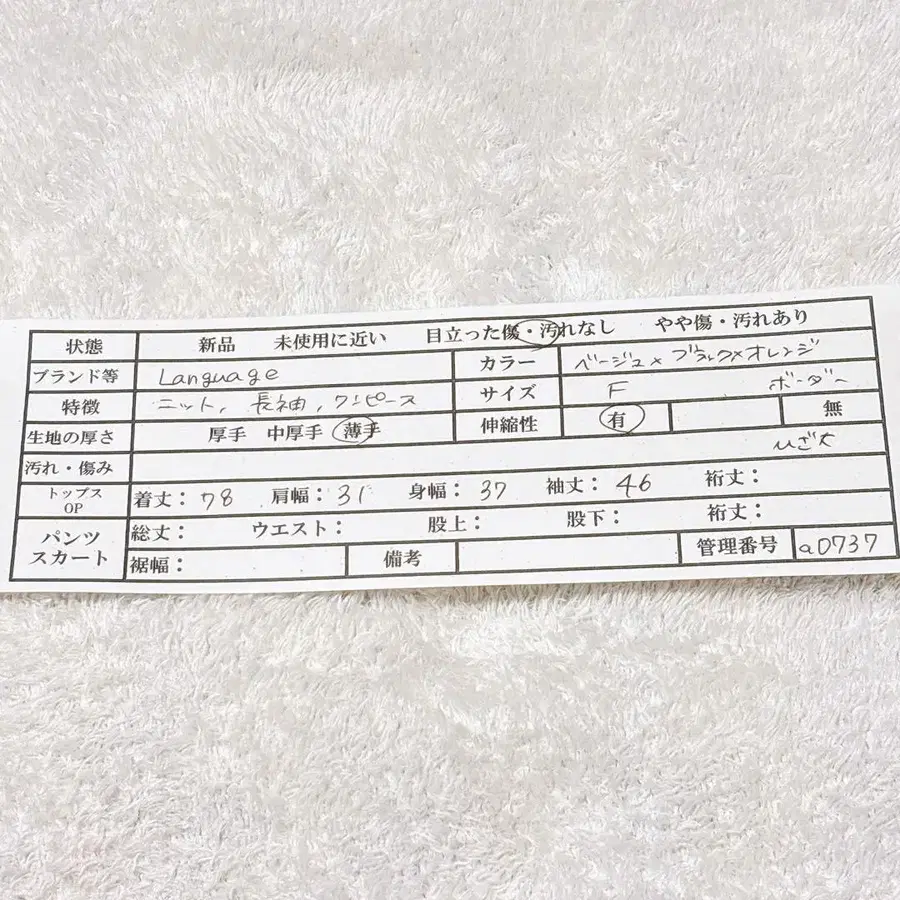 状態 新品 未使用に近い 目立った傷・汚れなし やや傷・汚れあり
ブランド等 Language カラー ベージュ×ブラック×オレンジ
特徴 ニット, 長袖, ワンピース サイズ F ボーダー
生地の厚さ 厚手 中厚手 薄手 伸縮性 有 無
汚れ・傷み ひざ丈
トップス OP 着丈: 78 肩幅: 31 身幅: 37 袖丈: 46 裄丈:
パンツ スカート 総丈: ウエスト: 股上: 股下: 裄丈:
裾幅: 備考 管理番号 a0737